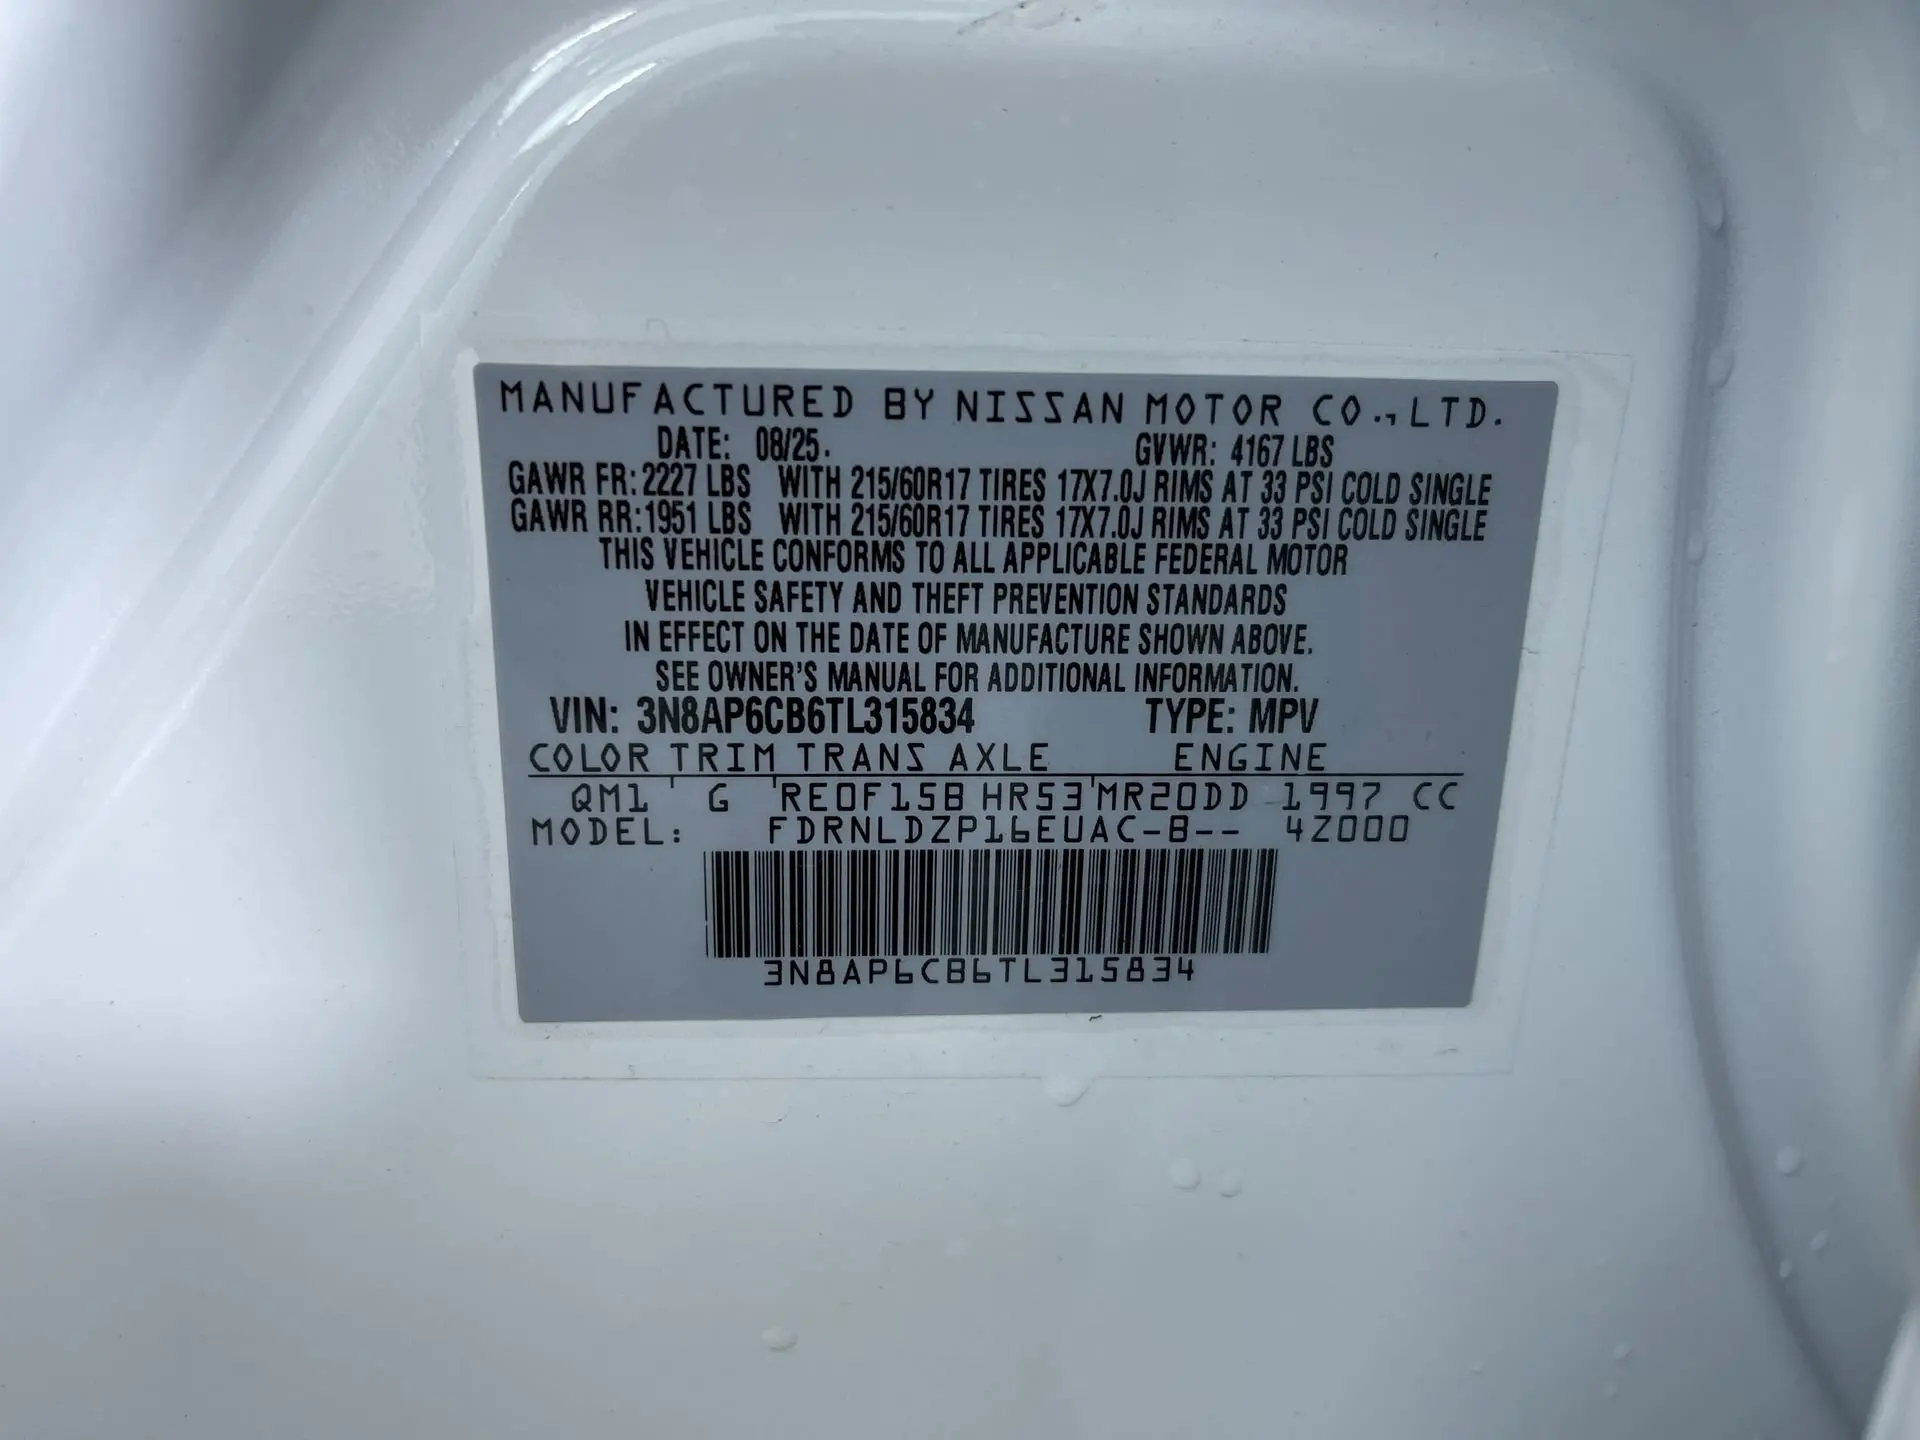 MANUFACTURED BY NISSAN MOTOR CO., LTD.
DATE: 08/25. GVWR: 4167 LBS
GAWR FR: 2227 LBS WITH 215/60R17 TIRES 17X7.0J RIMS AT 33 PSI COLD SINGLE
GAWR RR: 1951 LBS WITH 215/60R17 TIRES 17X7.0J RIMS AT 33 PSI COLD SINGLE
THIS VEHICLE CONFORMS TO ALL APPLICABLE FEDERAL MOTOR
VEHICLE SAFETY AND THEFT PREVENTION STANDARDS
IN EFFECT ON THE DATE OF MANUFACTURE SHOWN ABOVE.
SEE OWNER'S MANUAL FOR ADDITIONAL INFORMATION.
VIN: 3N8AP6CB6TL315834 TYPE: MPV
COLOR TRIM TRANS AXLE ENGINE
QM1 G RE0F15B HR53 MR20DD 1997 CC
MODEL: FDRNLDZP16EUAC-B-- 4Z000
3N8AP6CB6TL315834